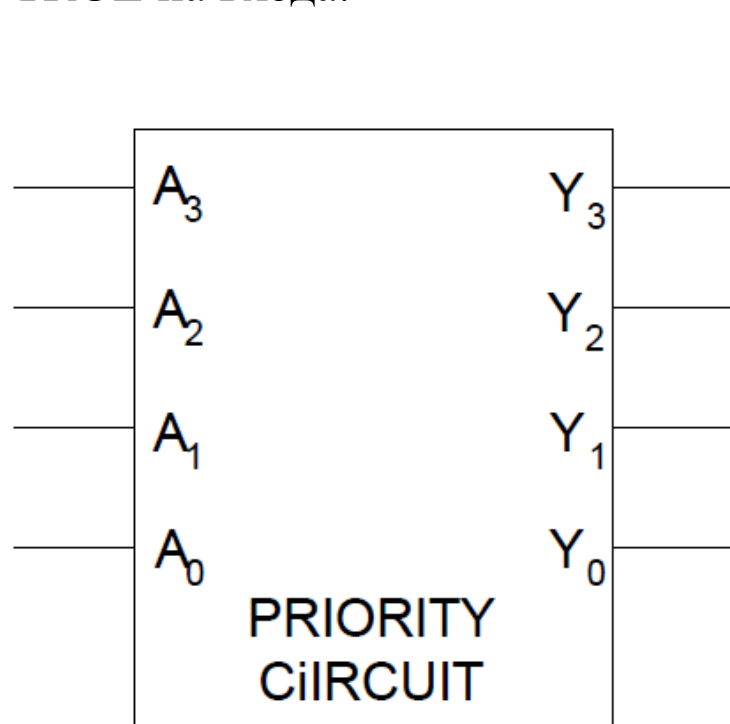 A₃ Y₃
A₂ Y₂
A₁ Y₁
A₀ Y₀
PRIORITY
CiIRCUIT